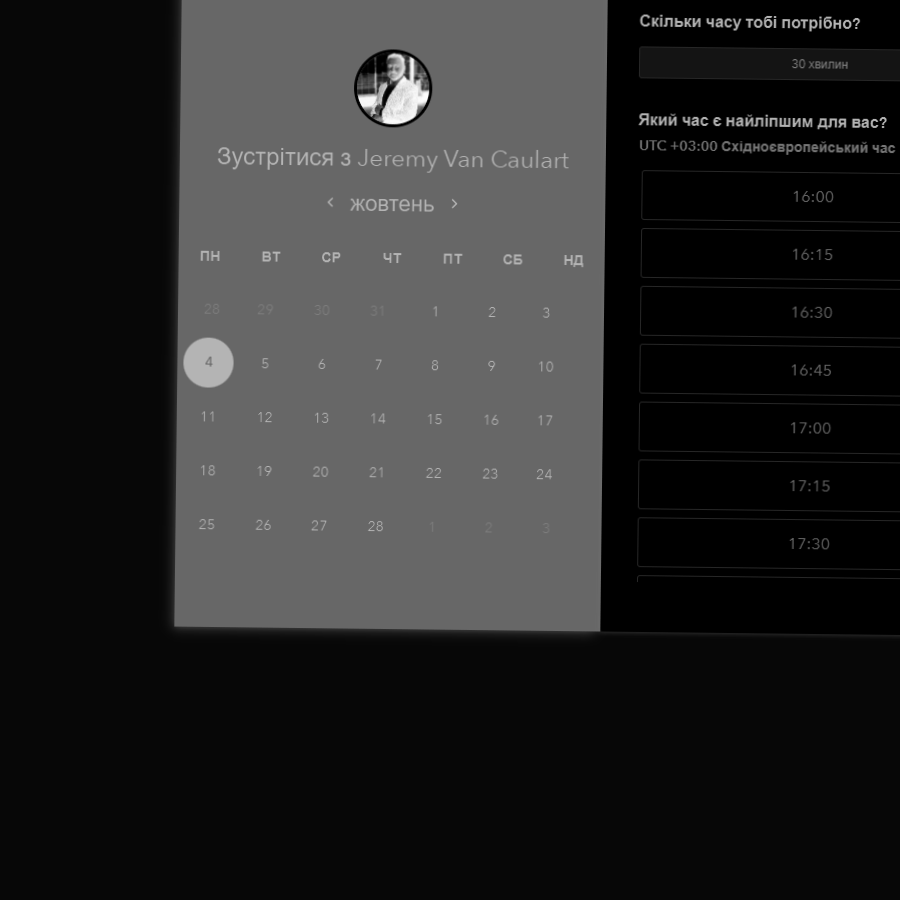 Зустрітися з Jeremy Van Caulart
жовтень
ПН ВТ СР ЧТ ПТ СБ НД
28 29 30 31 1 2 3
4 5 6 7 8 9 10
11 12 13 14 15 16 17
18 19 20 21 22 23 24
25 26 27 28 1 2 3
Скільки часу тобі потрібно?
30 хвилин
Який час є найліпшим для вас?
UTC +03:00 Східноєвропейський час
16:00
16:15
16:30
16:45
17:00
17:15
17:30